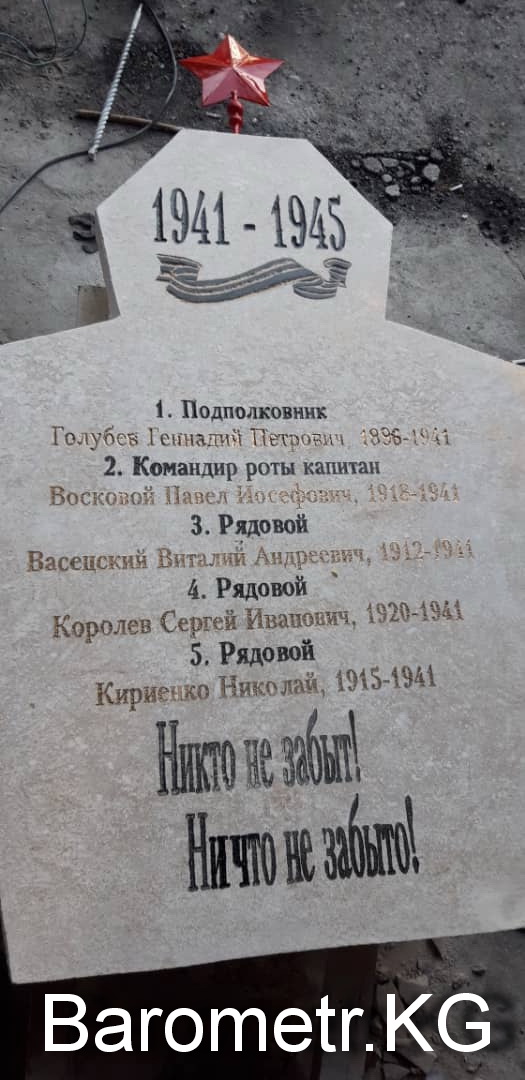 1941 - 1945
1. Подполковник
Голубев Геннадий Петрович, 1896-1941
2. Командир роты капитан
Восковой Павел Иосефович, 1918-1941
3. Рядовой
Васецский Виталий Андреевич, 1912-1941
4. Рядовой
Королев Сергей Иванович, 1920-1941
5. Рядовой
Кириенко Николай, 1915-1941
Никто не забыт!
Ничто не забыто!
Barometr.KG